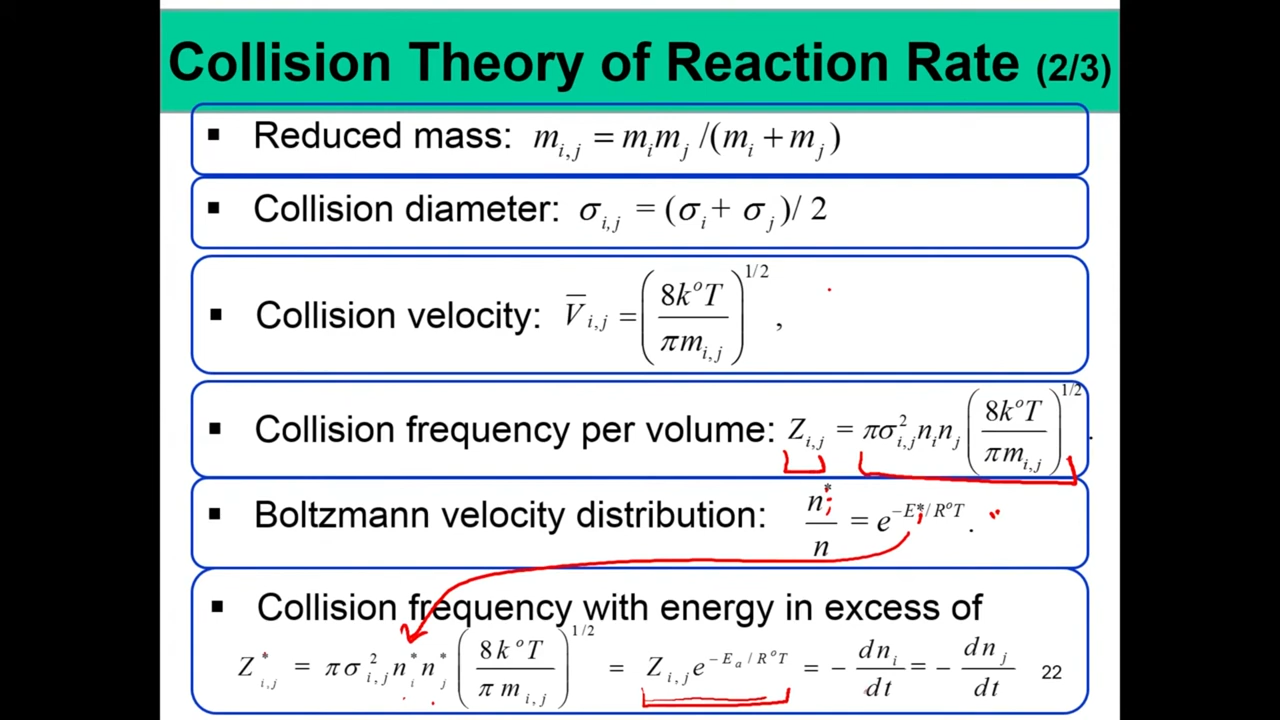 Collision Theory of Reaction Rate (2/3)
▪ Reduced mass: m_{i,j} = m_i m_j /(m_i + m_j)
▪ Collision diameter: σ_{i,j} = (σ_i + σ_j)/ 2
▪ Collision velocity: V̅_{i,j} = (8k°T / πm_{i,j})^{1/2} ,
▪ Collision frequency per volume: Z_{i,j} = πσ²_{i,j} n_i n_j (8k°T / πm_{i,j})^{1/2} .
▪ Boltzmann velocity distribution: n*/n = e^{-E*/R°T} .
▪ Collision frequency with energy in excess of
Z*_{i,j} = πσ²_{i,j} n*_i n*_j (8k°T / πm_{i,j})^{1/2} = Z_{i,j} e^{-E_a/R°T} = − dn_i/dt = − dn_j/dt
22